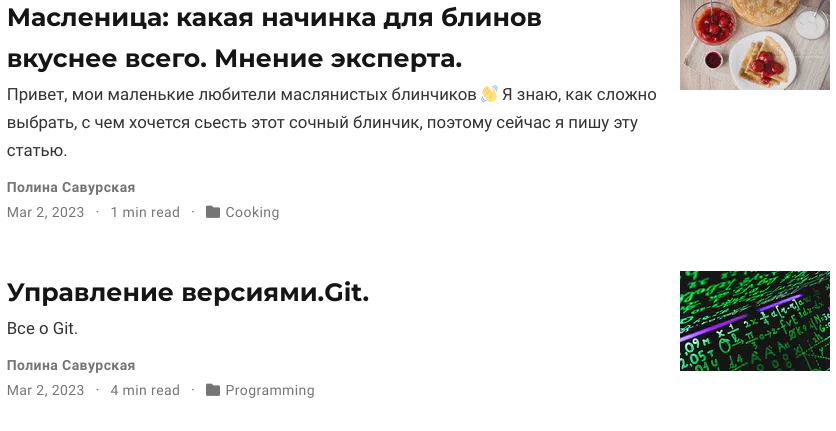 Масленица: какая начинка для блинов
вкуснее всего. Мнение эксперта.
Привет, мои маленькие любители маслянистых блинчиков 👋 Я знаю, как сложно
выбрать, с чем хочется сьесть этот сочный блинчик, поэтому сейчас я пишу эту
статью.
Полина Савурская
Mar 2, 2023 · 1 min read · Cooking
Управление версиями.Git.
Все о Git.
Полина Савурская
Mar 2, 2023 · 4 min read · Programming